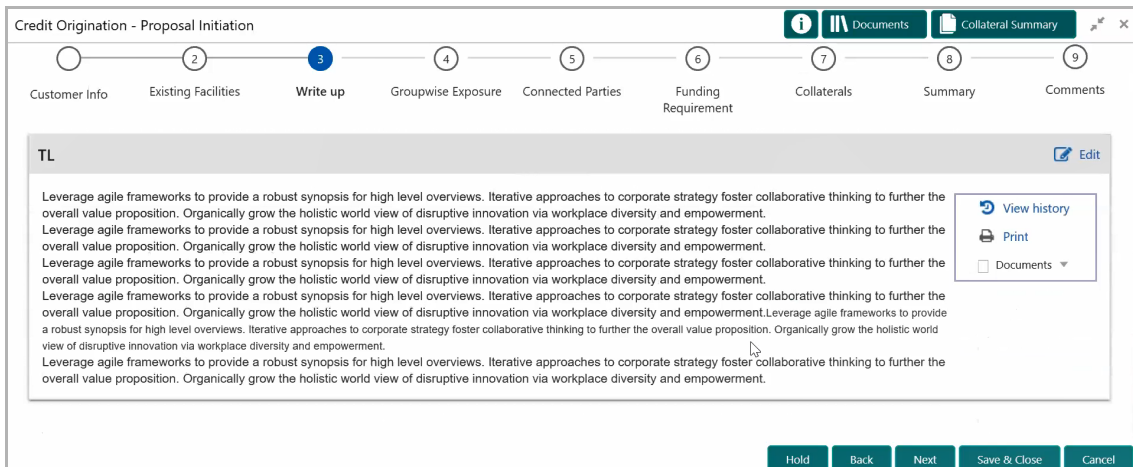 Credit Origination - Proposal Initiation
i
Documents
Collateral Summary
2
3
4
5
6
7
8
9
Customer Info
Existing Facilities
Write up
Groupwise Exposure
Connected Parties
Funding
Requirement
Collaterals
Summary
Comments
TL
Edit
Leverage agile frameworks to provide a robust synopsis for high level overviews. Iterative approaches to corporate strategy foster collaborative thinking to further the
overall value proposition. Organically grow the holistic world view of disruptive innovation via workplace diversity and empowerment.
Leverage agile frameworks to provide a robust synopsis for high level overviews. Iterative approaches to corporate strategy foster collaborative thinking to further the
overall value proposition. Organically grow the holistic world view of disruptive innovation via workplace diversity and empowerment.
Leverage agile frameworks to provide a robust synopsis for high level overviews. Iterative approaches to corporate strategy foster collaborative thinking to further the
overall value proposition. Organically grow the holistic world view of disruptive innovation via workplace diversity and empowerment.
Leverage agile frameworks to provide a robust synopsis for high level overviews. Iterative approaches to corporate strategy foster collaborative thinking to further the
overall value proposition. Organically grow the holistic world view of disruptive innovation via workplace diversity and empowerment.Leverage agile frameworks to provide
a robust synopsis for high level overviews. Iterative approaches to corporate strategy foster collaborative thinking to further the overall value proposition. Organically grow the holistic world
view of disruptive innovation via workplace diversity and empowerment.
Leverage agile frameworks to provide a robust synopsis for high level overviews. Iterative approaches to corporate strategy foster collaborative thinking to further the
overall value proposition. Organically grow the holistic world view of disruptive innovation via workplace diversity and empowerment.
View history
Print
Documents
Hold
Back
Next
Save & Close
Cancel